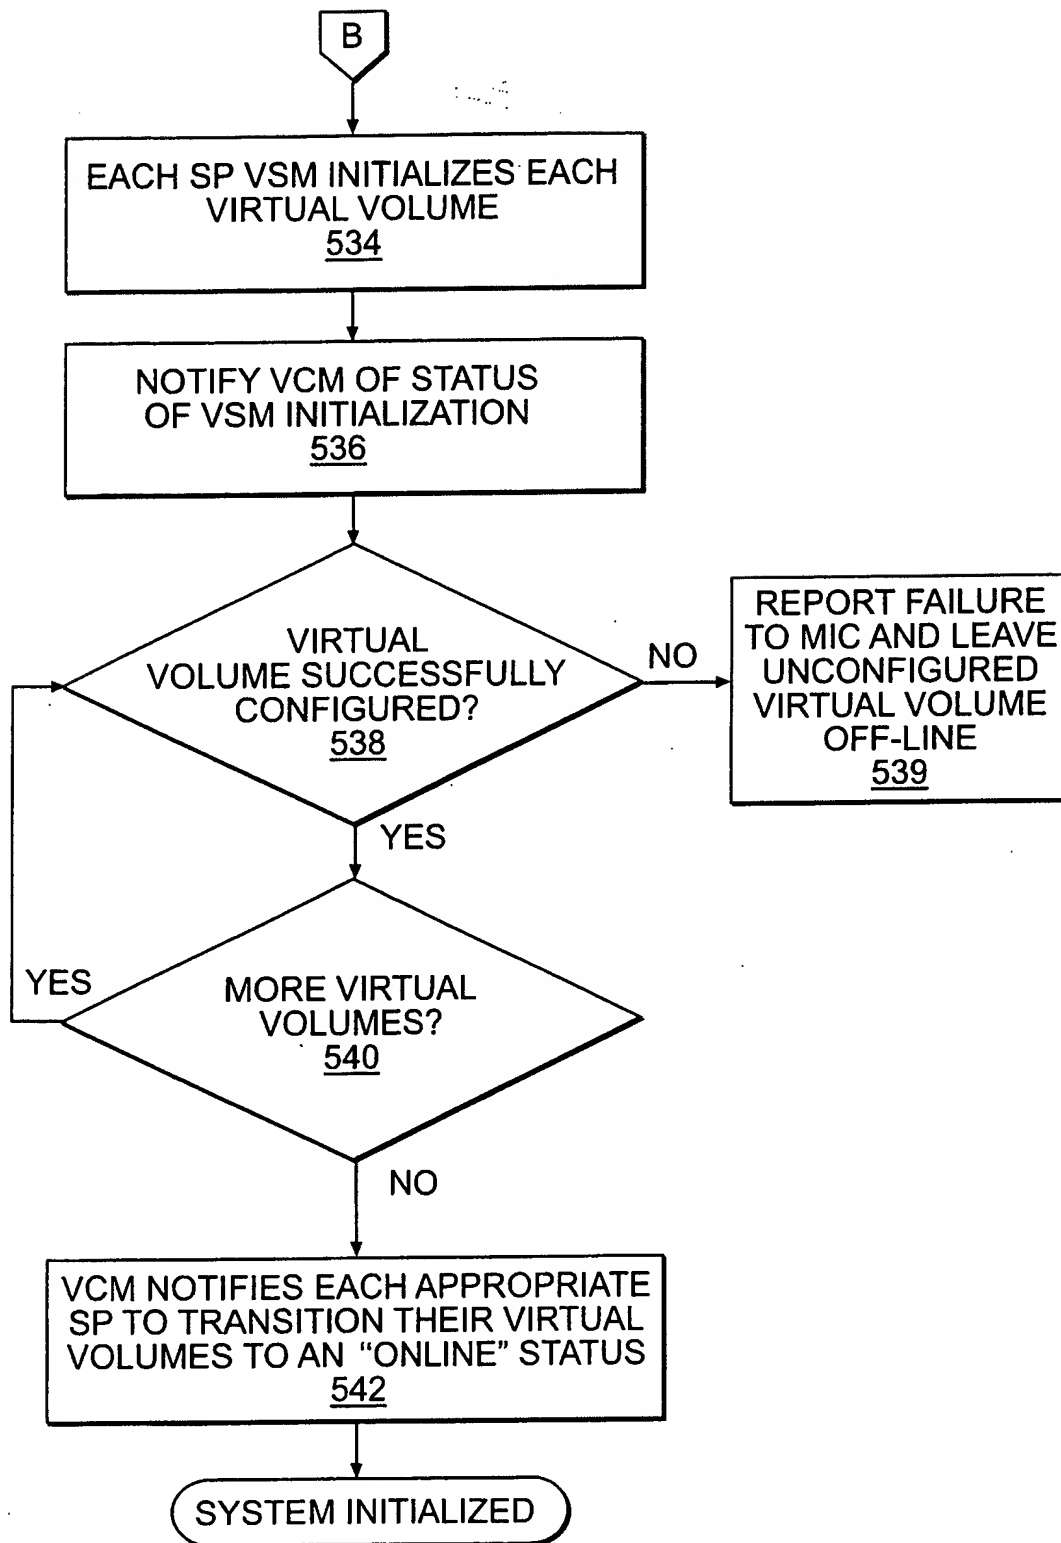 B
EACH SP VSM INITIALIZES EACH
VIRTUAL VOLUME
534
NOTIFY VCM OF STATUS
OF VSM INITIALIZATION
536
VIRTUAL
VOLUME SUCCESSFULLY
CONFIGURED?
538
NO
REPORT FAILURE
TO MIC AND LEAVE
UNCONFIGURED
VIRTUAL VOLUME
OFF-LINE
539
YES
YES
MORE VIRTUAL
VOLUMES?
540
NO
VCM NOTIFIES EACH APPROPRIATE
SP TO TRANSITION THEIR VIRTUAL
VOLUMES TO AN “ONLINE” STATUS
542
SYSTEM INITIALIZED